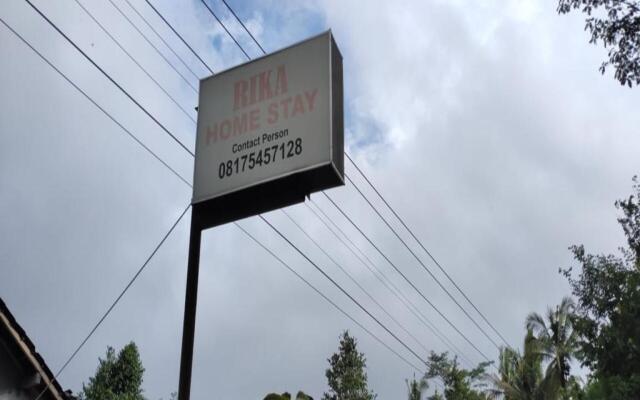 RIKA
HOME STAY
Contact Person
08175457128